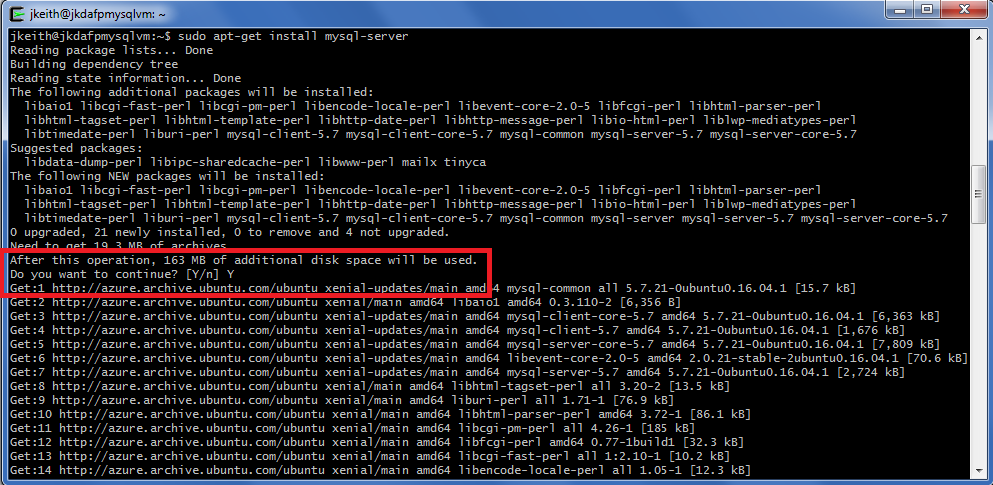 jkeith@jkdafpmysqlvm: ~
jkeith@jkdafpmysqlvm:~$ sudo apt-get install mysql-server
Reading package lists... Done
Building dependency tree
Reading state information... Done
The following additional packages will be installed:
libaio1 libcgi-fast-perl libcgi-pm-perl libencode-locale-perl libevent-core-2.0-5 libfcgi-perl libhtml-parser-perl
libhtml-tagset-perl libhtml-template-perl libhttp-date-perl libhttp-message-perl libio-html-perl liblwp-mediatypes-perl
libtimedate-perl liburi-perl mysql-client-5.7 mysql-client-core-5.7 mysql-common mysql-server-5.7 mysql-server-core-5.7
Suggested packages:
libdata-dump-perl libipc-sharedcache-perl libwww-perl mailx tinyca
The following NEW packages will be installed:
libaio1 libcgi-fast-perl libcgi-pm-perl libencode-locale-perl libevent-core-2.0-5 libfcgi-perl libhtml-parser-perl
libhtml-tagset-perl libhtml-template-perl libhttp-date-perl libhttp-message-perl libio-html-perl liblwp-mediatypes-perl
libtimedate-perl liburi-perl mysql-client-5.7 mysql-client-core-5.7 mysql-common mysql-server mysql-server-5.7 mysql-server-core-5.7
0 upgraded, 21 newly installed, 0 to remove and 4 not upgraded.
Need to get 19.3 MB of archives.
After this operation, 163 MB of additional disk space will be used.
Do you want to continue? [Y/n] Y
Get:1 http://azure.archive.ubuntu.com/ubuntu xenial-updates/main amd64 mysql-common all 5.7.21-0ubuntu0.16.04.1 [15.7 kB]
Get:2 http://azure.archive.ubuntu.com/ubuntu xenial/main amd64 libaio1 amd64 0.3.110-2 [6,356 B]
Get:3 http://azure.archive.ubuntu.com/ubuntu xenial-updates/main amd64 mysql-client-core-5.7 amd64 5.7.21-0ubuntu0.16.04.1 [6,363 kB]
Get:4 http://azure.archive.ubuntu.com/ubuntu xenial-updates/main amd64 mysql-client-5.7 amd64 5.7.21-0ubuntu0.16.04.1 [1,676 kB]
Get:5 http://azure.archive.ubuntu.com/ubuntu xenial-updates/main amd64 mysql-server-core-5.7 amd64 5.7.21-0ubuntu0.16.04.1 [7,809 kB]
Get:6 http://azure.archive.ubuntu.com/ubuntu xenial-updates/main amd64 libevent-core-2.0-5 amd64 2.0.21-stable-2ubuntu0.16.04.1 [70.6 kB]
Get:7 http://azure.archive.ubuntu.com/ubuntu xenial-updates/main amd64 mysql-server-5.7 amd64 5.7.21-0ubuntu0.16.04.1 [2,724 kB]
Get:8 http://azure.archive.ubuntu.com/ubuntu xenial/main amd64 libhtml-tagset-perl all 3.20-2 [13.5 kB]
Get:9 http://azure.archive.ubuntu.com/ubuntu xenial/main amd64 liburi-perl all 1.71-1 [76.9 kB]
Get:10 http://azure.archive.ubuntu.com/ubuntu xenial/main amd64 libhtml-parser-perl amd64 3.72-1 [86.1 kB]
Get:11 http://azure.archive.ubuntu.com/ubuntu xenial/main amd64 libcgi-pm-perl all 4.26-1 [185 kB]
Get:12 http://azure.archive.ubuntu.com/ubuntu xenial/main amd64 libfcgi-perl amd64 0.77-1build1 [32.3 kB]
Get:13 http://azure.archive.ubuntu.com/ubuntu xenial/main amd64 libcgi-fast-perl all 1:2.10-1 [10.2 kB]
Get:14 http://azure.archive.ubuntu.com/ubuntu xenial/main amd64 libencode-locale-perl all 1.05-1 [12.3 kB]